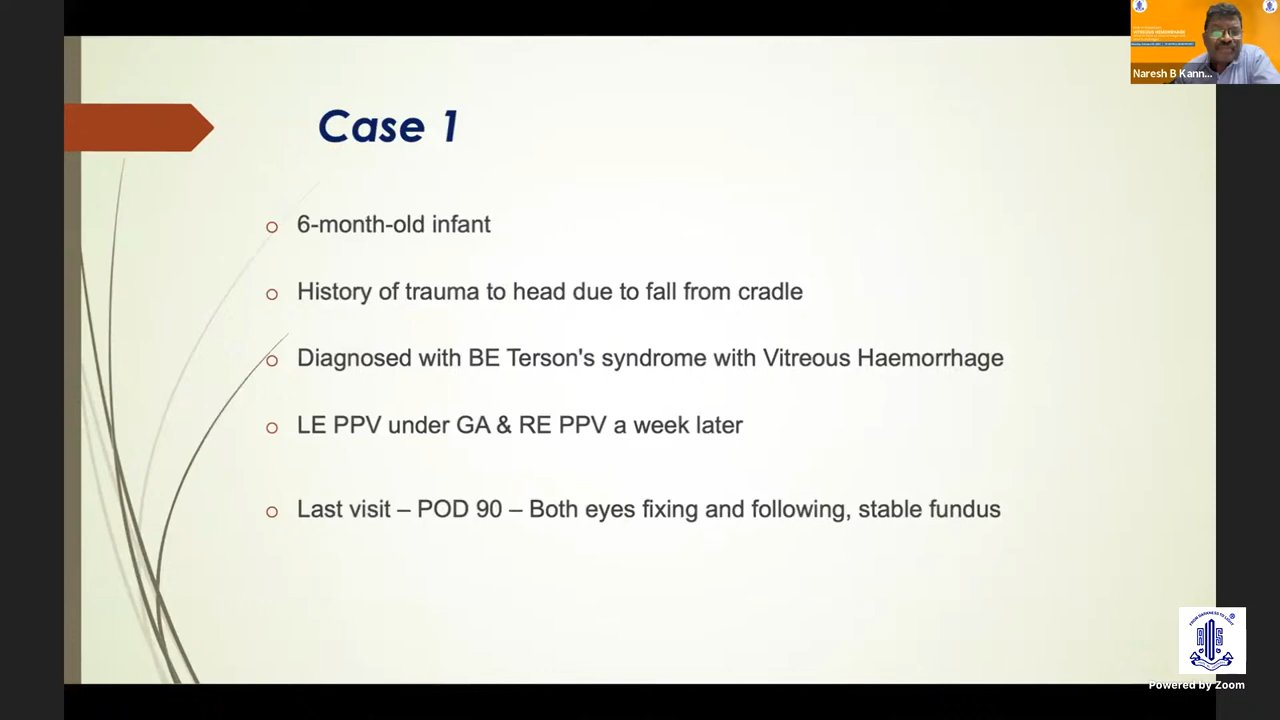 VITREOUS HEMORRHAGE
Naresh B Kann...
Case 1
6-month-old infant
History of trauma to head due to fall from cradle
Diagnosed with BE Terson's syndrome with Vitreous Haemorrhage
LE PPV under GA & RE PPV a week later
Last visit – POD 90 – Both eyes fixing and following, stable fundus
Powered by Zoom